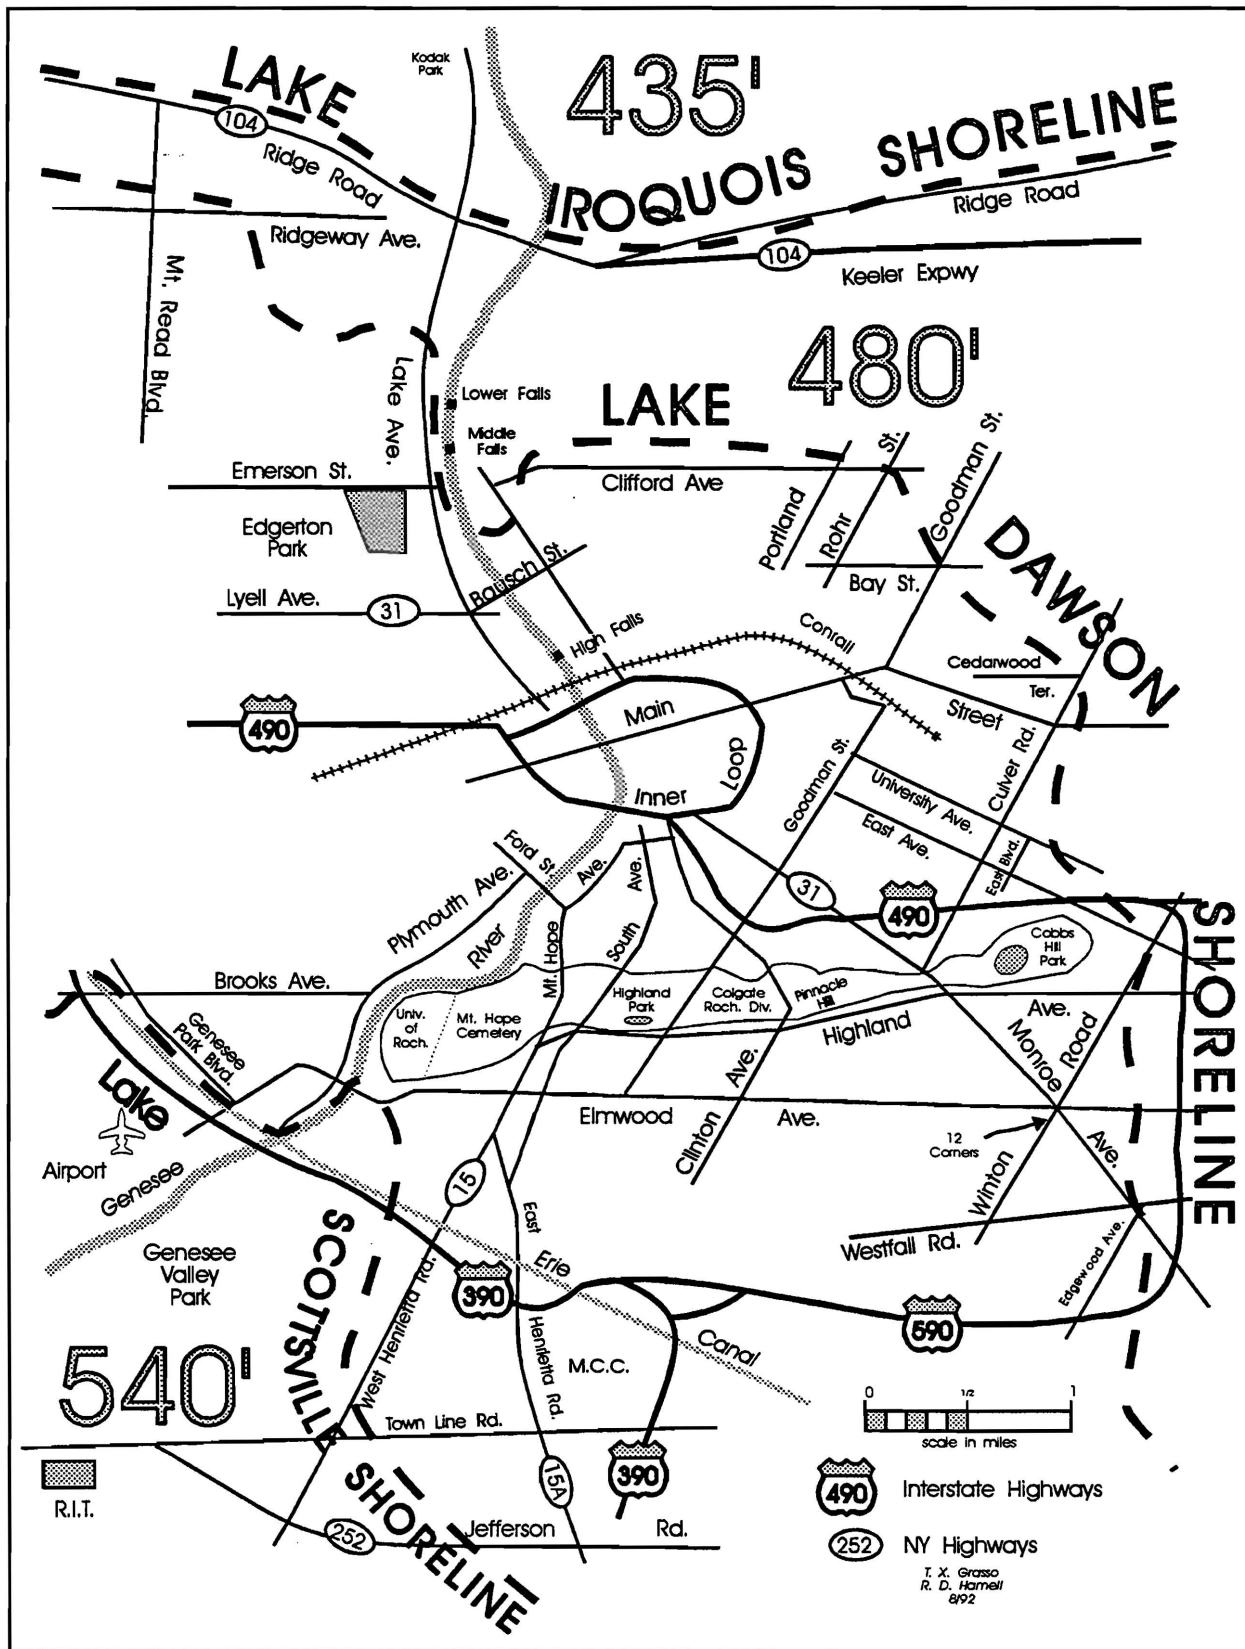 Kodak
Park
LAKE
435'
IROQUOIS
SHORELINE
104
Ridge Road
Ridge Road
Ridgeway Ave.
104
Keeler Expwy
Mt. Read Blvd.
Lake Ave.
480'
LAKE
Lower Falls
Middle
Falls
Emerson St.
Clifford Ave
Portland
Rohr
St.
Goodman St.
Edgerton
Park
DAWSON
Bay St.
Bausch St.
Lyell Ave.
31
High Falls
Conrail
Cedarwood
Ter.
490
Main
Street
Inner
Loop
Goodman St.
Culver Rd.
University Ave.
East Ave.
East Blvd.
Ford St.
Ave.
Ave.
31
490
Plymouth Ave.
River
Mt. Hope
South
SHORELINE
Cobbs
Hill
Park
Brooks Ave.
Genesee
Park Blvd.
Univ.
of
Roch.
Mt. Hope
Cemetery
Highland
Park
Colgate
Roch. Div.
Pinnacle
Hill
Highland
Ave.
Monroe
Road
Lake
Elmwood
Ave.
Clinton
Ave.
12
Corners
Ave.
Winton
Airport
Genesee
15
East
Westfall Rd.
Edgewood Ave.
Genesee
Valley
Park
SCOTTSVILLE
West Henrietta Rd.
Erie
390
590
Henrietta Rd.
M.C.C.
Canal
540'
Town Line Rd.
0
1/2
1
scale in miles
R.I.T.
SHORELINE
15A
390
490
Interstate Highways
252
Jefferson
Rd.
252
NY Highways
T. X. Grasso
R. D. Hamell
8/92